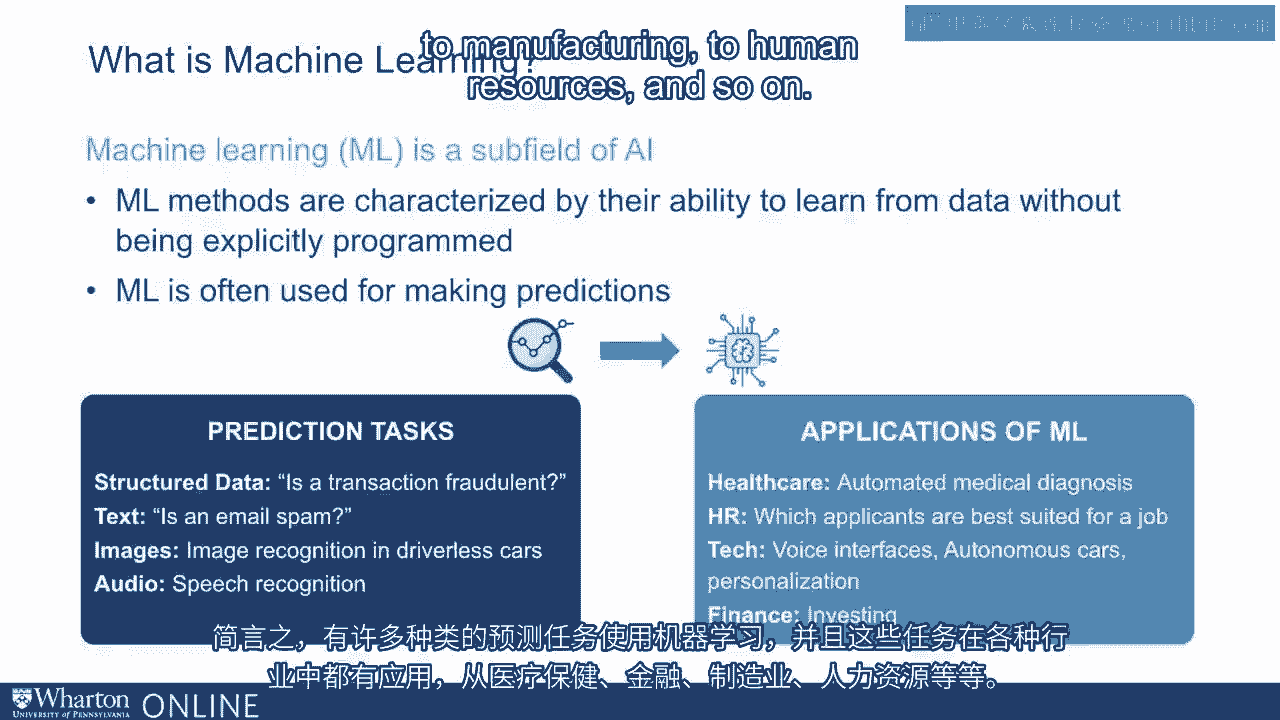 What is Machine Learning?
to manufacturing, to human
resources, and so on.
Machine learning (ML) is a subfield of AI
• ML methods are characterized by their ability to learn from data without
being explicitly programmed
• ML is often used for making predictions
PREDICTION TASKS
Structured Data: “Is a transaction fraudulent?”
Text: “Is an email spam?”
Images: Image recognition in driverless cars
Audio: Speech recognition
APPLICATIONS OF ML
Healthcare: Automated medical diagnosis
HR: Which applicants are best suited for a job
Tech: Voice interfaces, Autonomous cars,
personalization
Finance: Investing
简言之，有许多种类的预测任务使用机器学习，并且这些任务在各种行
业中都有应用，从医疗保健、金融、制造业、人力资源等等。
Wharton
UNIVERSITY of PENNSYLVANIA
ONLINE